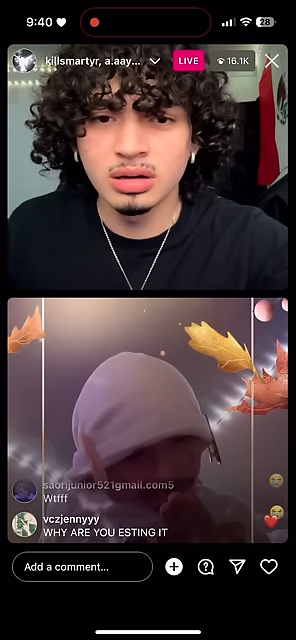 9:40
28
killsmartyr, a.aay...
LIVE
16.1K
saorijunior521gmail.com5
Wtfff
vczjennyyy
WHY ARE YOU ESTING IT
Add a comment...